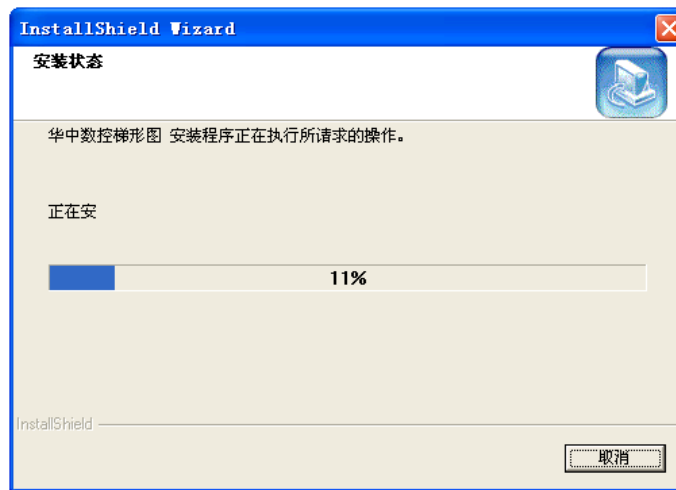 InstallShield Wizard
安装状态
华中数控梯形图 安装程序正在执行所请求的操作。
正在安
11%
InstallShield
取消